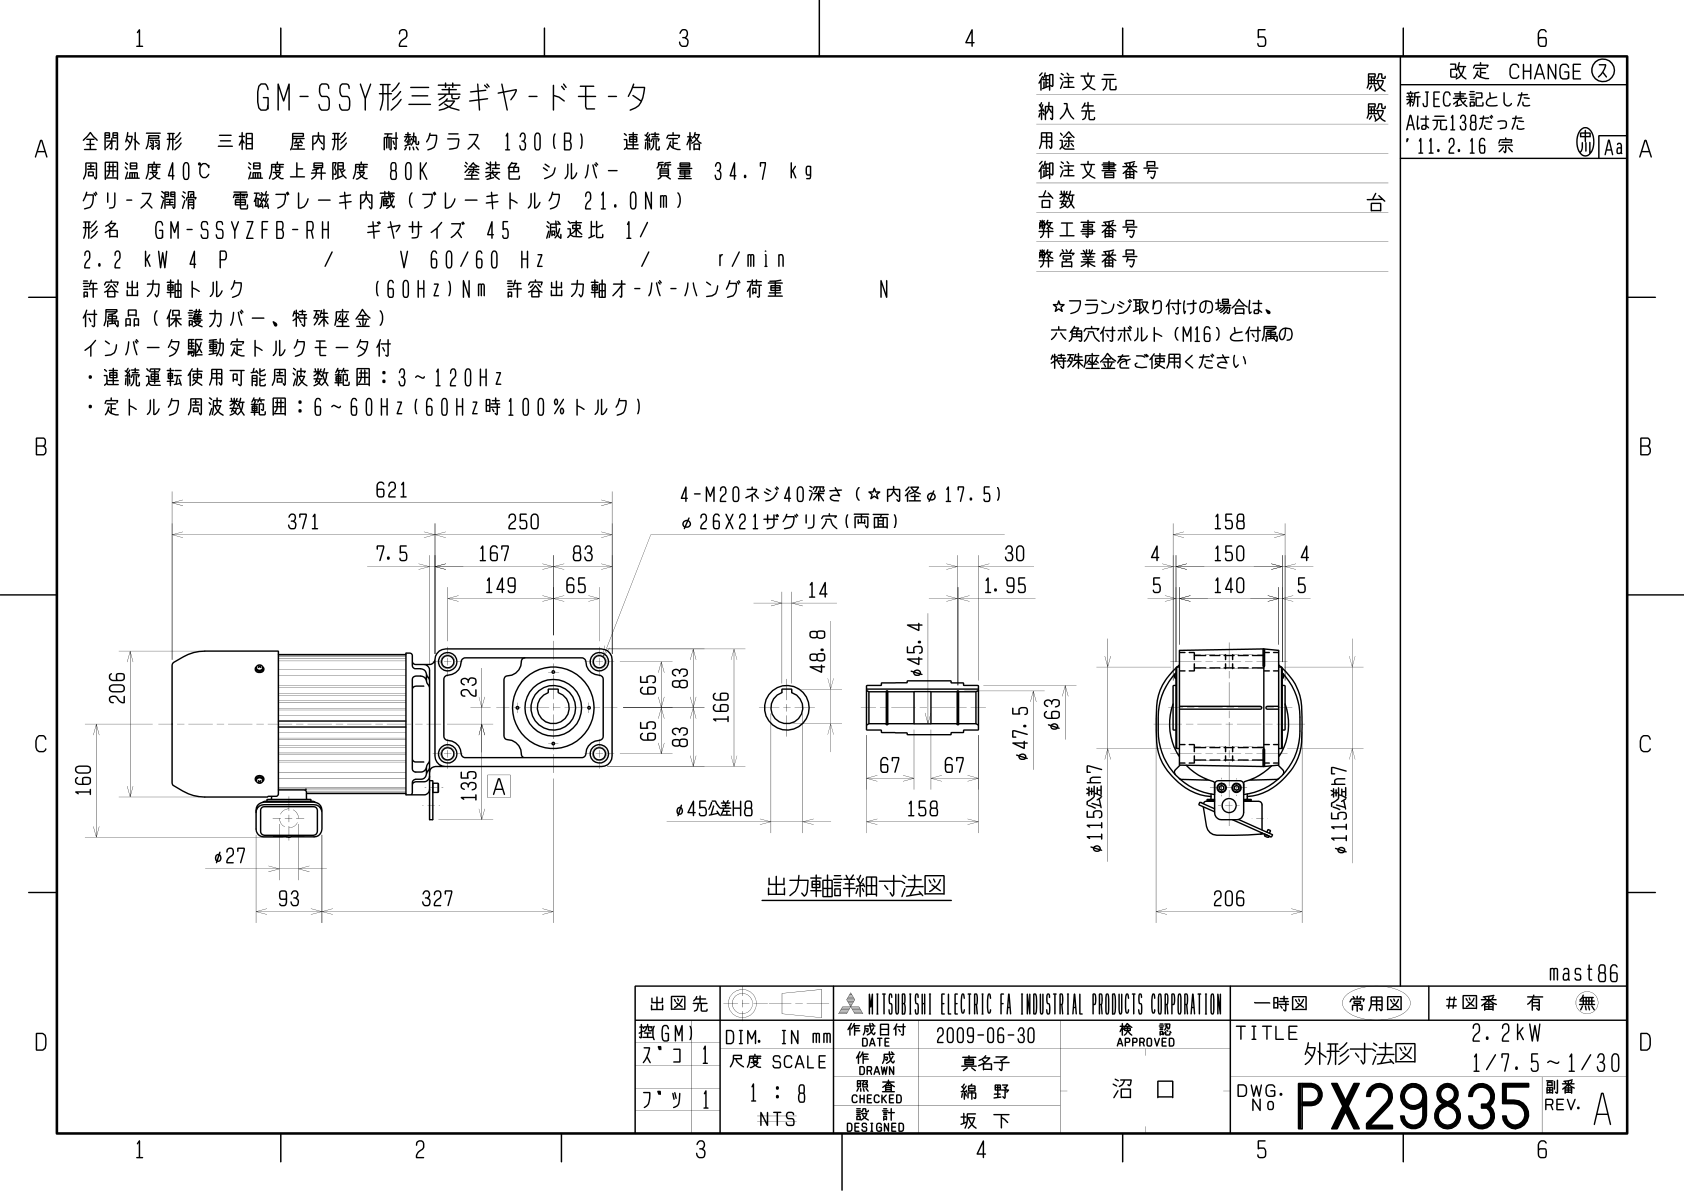 1 2 3 4 5 6
GM-SSY形三菱ギヤ-ドモータ
全閉外扇形 三相 屋内形 耐熱クラス 130(B) 連続定格
周囲温度40℃ 温度上昇限度 80K 塗装色 シルバー 質量 34.7 kg
グリース潤滑 電磁ブレーキ内蔵(ブレーキトルク 21.0Nm)
形名 GM-SSYZFB-RH ギヤサイズ 45 減速比 1/
2.2 kW 4 P / V 60/60 Hz / r/min
許容出力軸トルク (60Hz)Nm 許容出力軸オ-バ-ハング荷重 N
付属品(保護カバー、特殊座金)
インバータ駆動定トルクモータ付
・連続運転使用可能周波数範囲:3~120Hz
・定トルク周波数範囲:6~60Hz(60Hz時100%トルク)
御注文元 殿
納入先 殿
用途
御注文書番号
台数 台
弊工事番号
弊営業番号
☆フランジ取り付けの場合は、
六角穴付ボルト(M16)と付属の
特殊座金をご使用ください
改定 CHANGE ス
新JEC表記とした
Aは元138だった
'11.2.16 宗
Aa
A A
B B
C C
D D
4-M20ネジ40深さ(☆内径φ17.5)
φ26X21ザグリ穴(両面)
621
371 250
7.5 167 83
149 65
206
160
23
135
A
65 83
65 83
166
φ27
93 327
14
48.8
φ45公差H8
30
1.95
φ45.4
φ47.5
φ63
67 67
158
出力軸詳細寸法図
158
4 150 4
5 140 5
φ115公差h7
φ115公差h7
206
mast86
出図先
控(GM)
ズコ 1
ブツ 1
DIM. IN mm
尺度 SCALE
1 : 8
NTS
MITSUBISHI ELECTRIC FA INDUSTRIAL PRODUCTS CORPORATION
作成日付 DATE 2009-06-30
作成 DRAWN 真名子
照査 CHECKED 綿野
設計 DESIGNED 坂下
検認 APPROVED
沼口
一時図 常用図 #図番 有 無
TITLE 外形寸法図
2.2kW
1/7.5~1/30
DWG. No PX29835
副番 REV. A
1 2 3 4 5 6